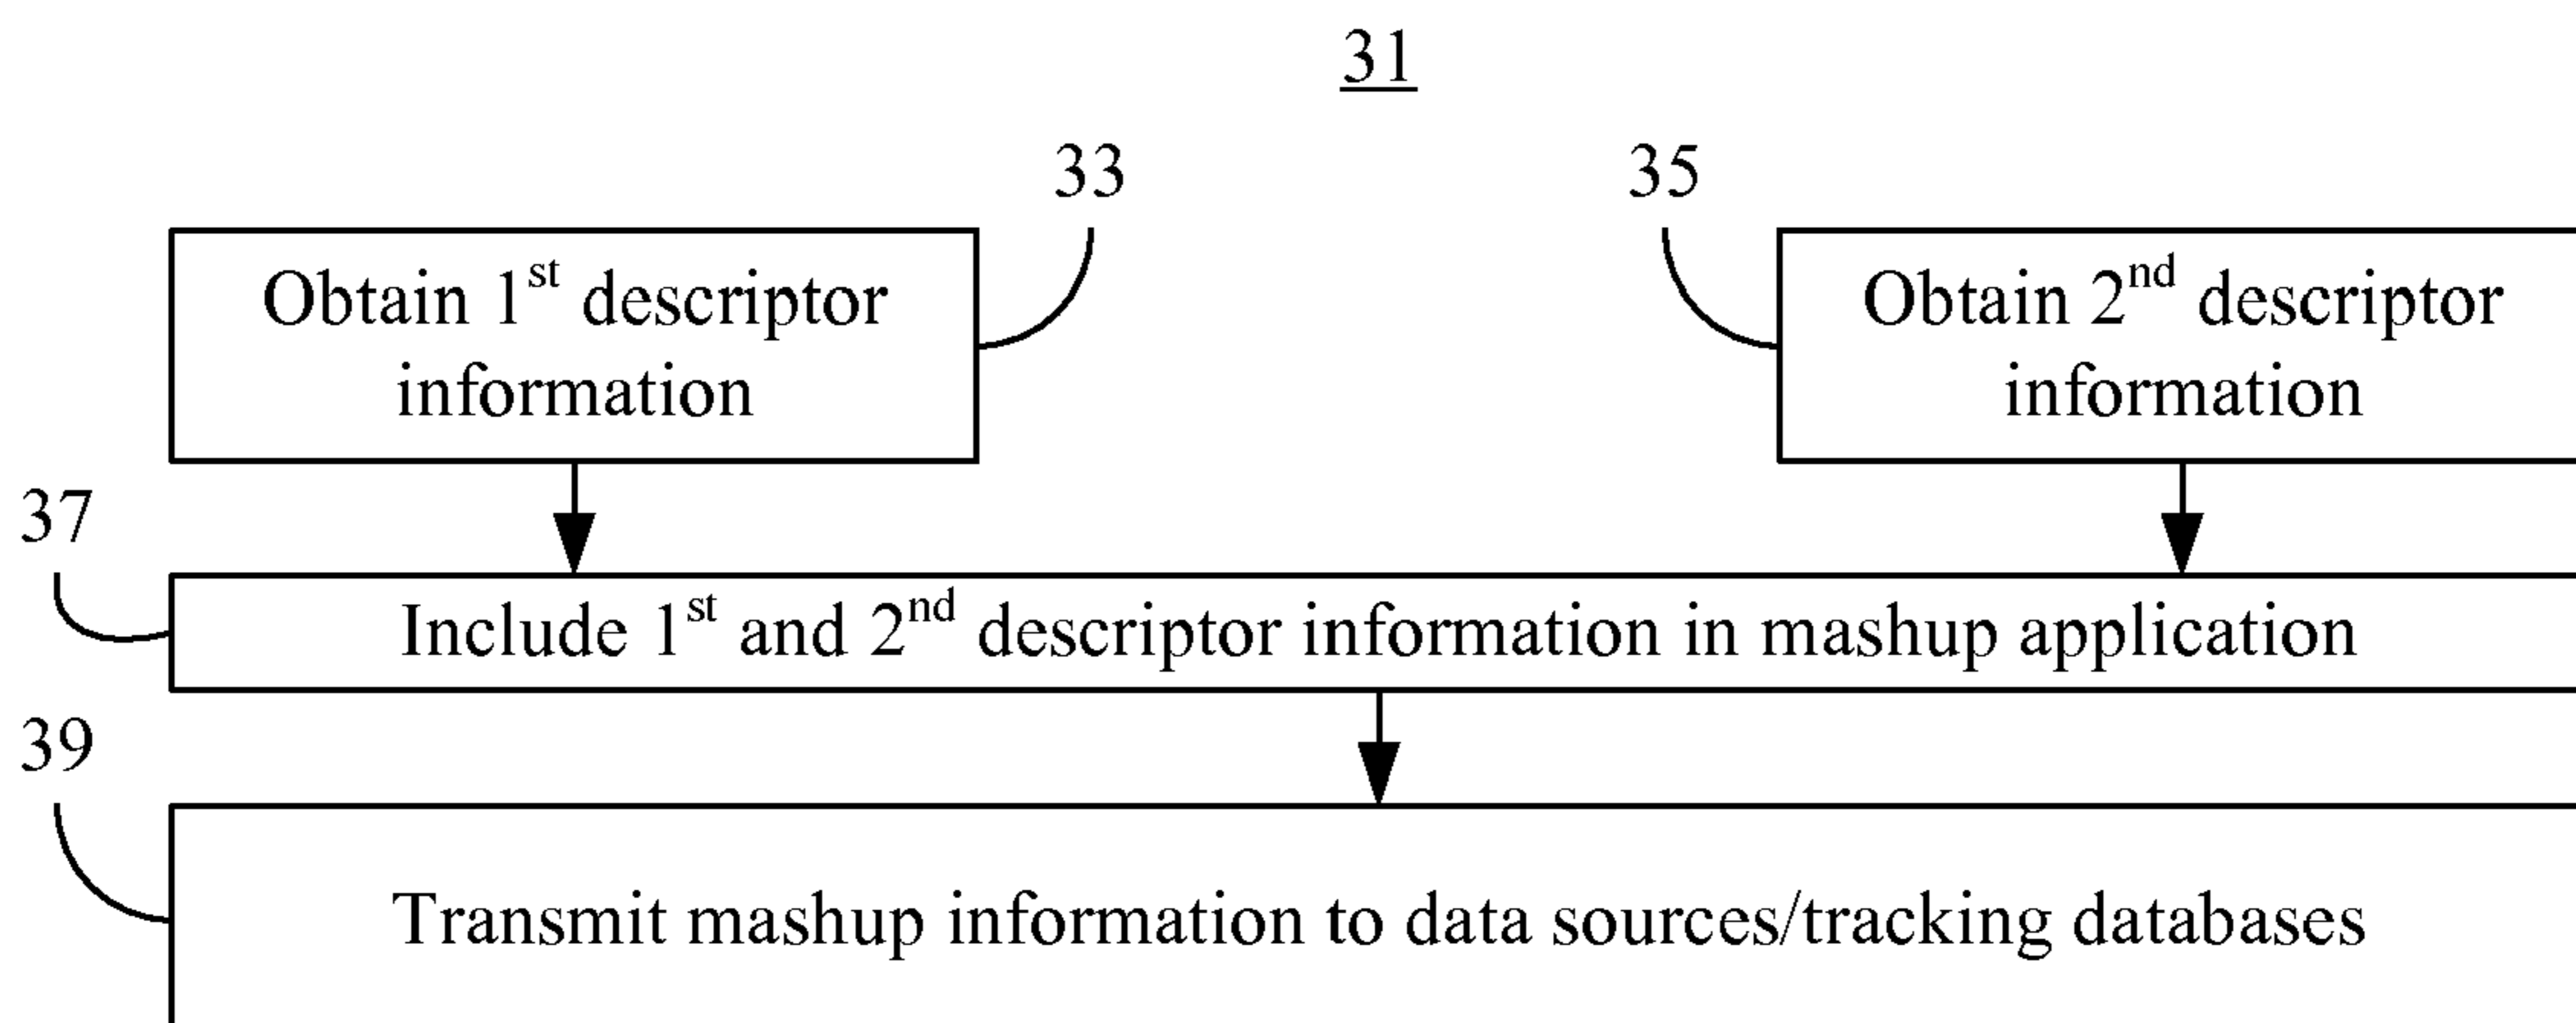 31
33
35
Obtain 1st descriptor
information
Obtain 2nd descriptor
information
37
Include 1st and 2nd descriptor information in mashup application
39
Transmit mashup information to data sources/tracking databases